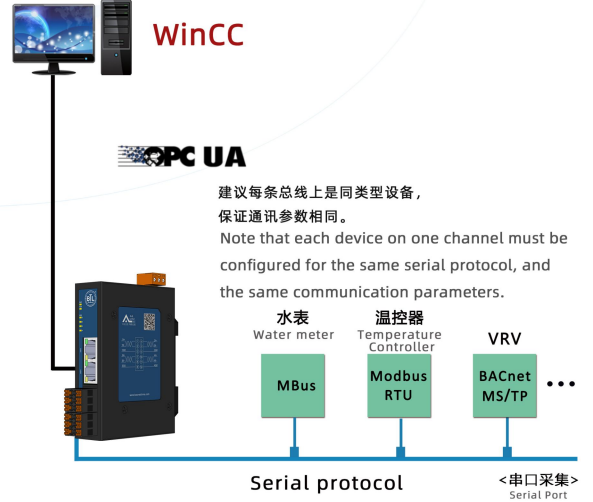 WinCC
OPC UA
建议每条总线上是同类型设备，
保证通讯参数相同。
Note that each device on one channel must be
configured for the same serial protocol, and
the same communication parameters.
水表
Water meter
温控器
Temperature
Controller
VRV
MBus
Modbus
RTU
BACnet
MS/TP
•••
Serial protocol
<串口采集>
Serial Port